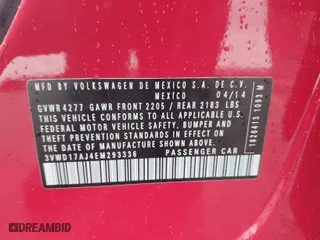 MFD. BY VOLKSWAGEN DE MEXICO S.A. DE C.V.
MEXICO 04/14
GVWR 4277 GAWR FRONT 2205 / REAR 2183 LBS
THIS VEHICLE CONFORMS TO ALL APPLICABLE U.S.
FEDERAL MOTOR VEHICLE SAFETY, BUMPER, AND
THEFT PREVENTION STANDARDS IN EFFECT ON
THE DATE OF MANUFACTURE SHOWN ABOVE.
3VWD17AJ4EM293336 PASSENGER CAR
1628413 1093 M